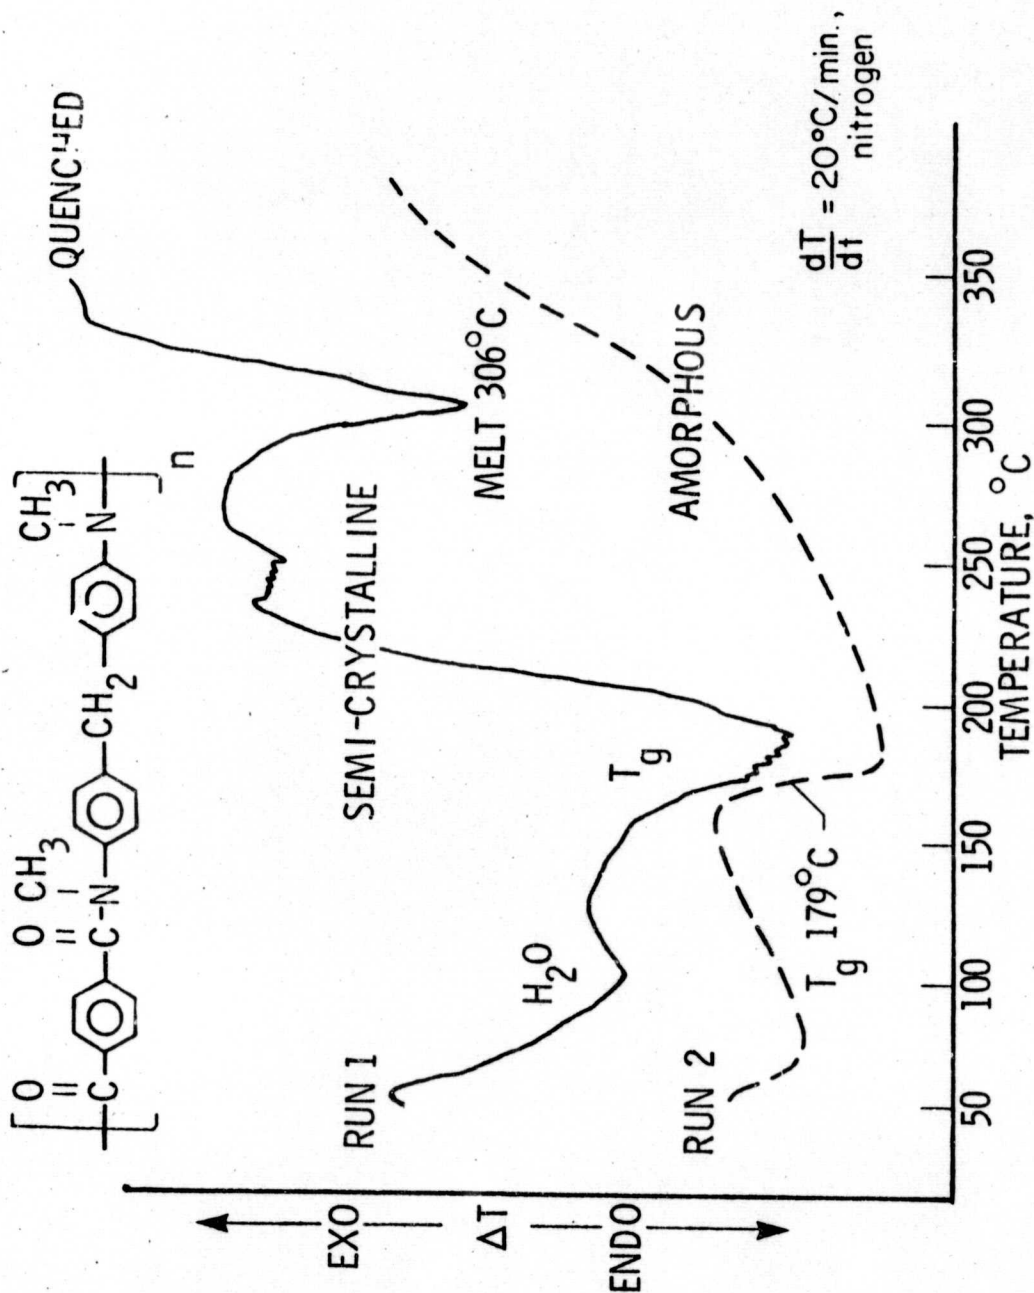 O O CH3 CH3
C C-N CH2 N
n
QUENCHED
RUN 1
H2O
SEMI-CRYSTALLINE
MELT 306°C
Tg
RUN 2
Tg 179°C
AMORPHOUS
dT/dt = 20°C/min.,
nitrogen
EXO
ΔT
ENDO
50 100 150 200 250 300 350
TEMPERATURE, °C